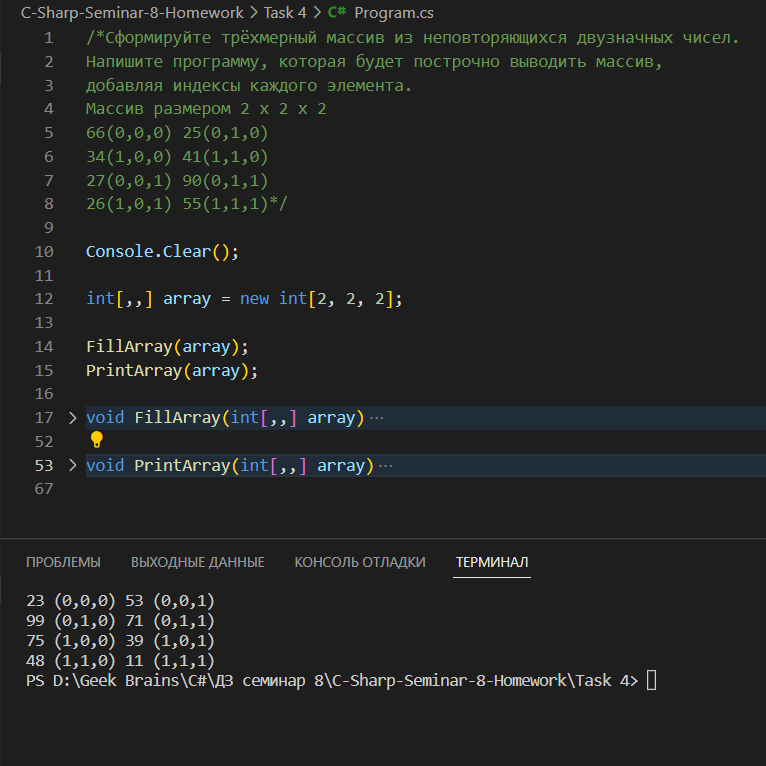 C-Sharp-Seminar-8-Homework > Task 4 > C# Program.cs
1 /*Сформируйте трёхмерный массив из неповторяющихся двузначных чисел.
2 Напишите программу, которая будет построчно выводить массив,
3 добавляя индексы каждого элемента.
4 Массив размером 2 x 2 x 2
5 66(0,0,0) 25(0,1,0)
6 34(1,0,0) 41(1,1,0)
7 27(0,0,1) 90(0,1,1)
8 26(1,0,1) 55(1,1,1)*/
9
10 Console.Clear();
11
12 int[,,] array = new int[2, 2, 2];
13
14 FillArray(array);
15 PrintArray(array);
16
17 > void FillArray(int[,,] array) ···
52
53 > void PrintArray(int[,,] array) ···
67
ПРОБЛЕМЫ ВЫХОДНЫЕ ДАННЫЕ КОНСОЛЬ ОТЛАДКИ ТЕРМИНАЛ
23 (0,0,0) 53 (0,0,1)
99 (0,1,0) 71 (0,1,1)
75 (1,0,0) 39 (1,0,1)
48 (1,1,0) 11 (1,1,1)
PS D:\Geek Brains\C#\ДЗ семинар 8\C-Sharp-Seminar-8-Homework\Task 4>